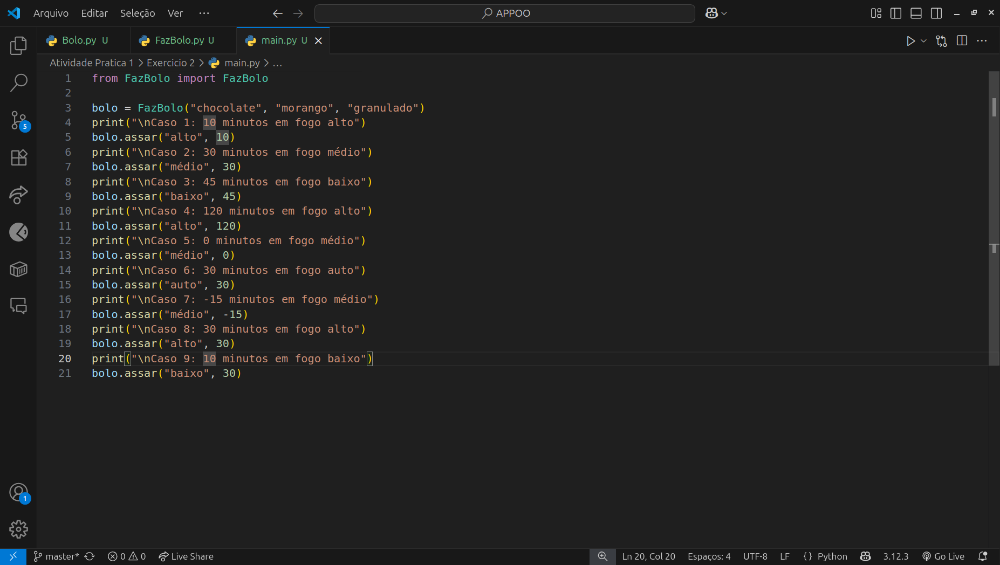 Arquivo Editar Seleção Ver ··· APPOO
Bolo.py U FazBolo.py U main.py U
Atividade Pratica 1 > Exercicio 2 > main.py > ...
1 from FazBolo import FazBolo
2
3 bolo = FazBolo("chocolate", "morango", "granulado")
4 print("\nCaso 1: 10 minutos em fogo alto")
5 bolo.assar("alto", 10)
6 print("\nCaso 2: 30 minutos em fogo médio")
7 bolo.assar("médio", 30)
8 print("\nCaso 3: 45 minutos em fogo baixo")
9 bolo.assar("baixo", 45)
10 print("\nCaso 4: 120 minutos em fogo alto")
11 bolo.assar("alto", 120)
12 print("\nCaso 5: 0 minutos em fogo médio")
13 bolo.assar("médio", 0)
14 print("\nCaso 6: 30 minutos em fogo auto")
15 bolo.assar("auto", 30)
16 print("\nCaso 7: -15 minutos em fogo médio")
17 bolo.assar("médio", -15)
18 print("\nCaso 8: 30 minutos em fogo alto")
19 bolo.assar("alto", 30)
20 print("\nCaso 9: 10 minutos em fogo baixo")
21 bolo.assar("baixo", 30)
5
1
master* 0 0 Live Share Ln 20, Col 20 Espaços: 4 UTF-8 LF {} Python 3.12.3 Go Live